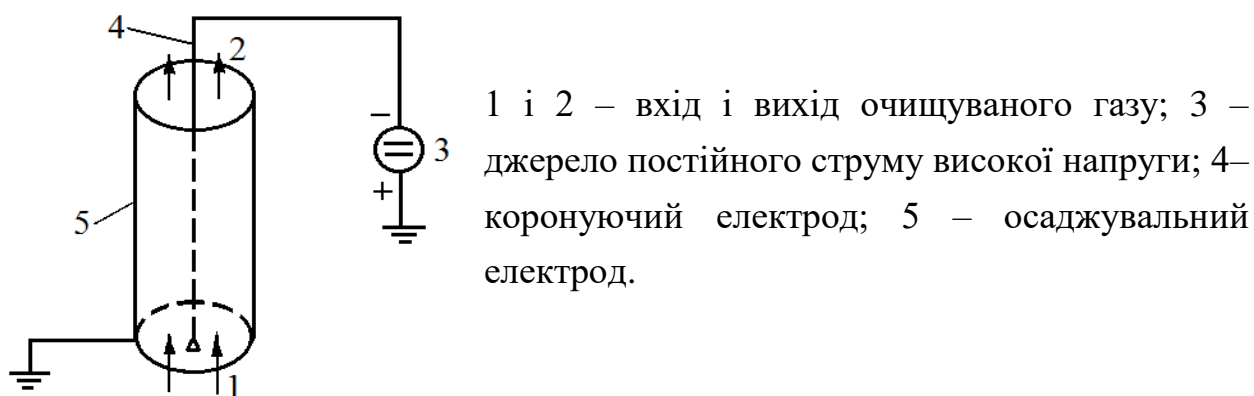 4
2
−
3
+
5
1
1 і 2 – вхід і вихід очищуваного газу; 3 –
джерело постійного струму високої напруги; 4–
коронуючий електрод; 5 – осаджувальний
електрод.